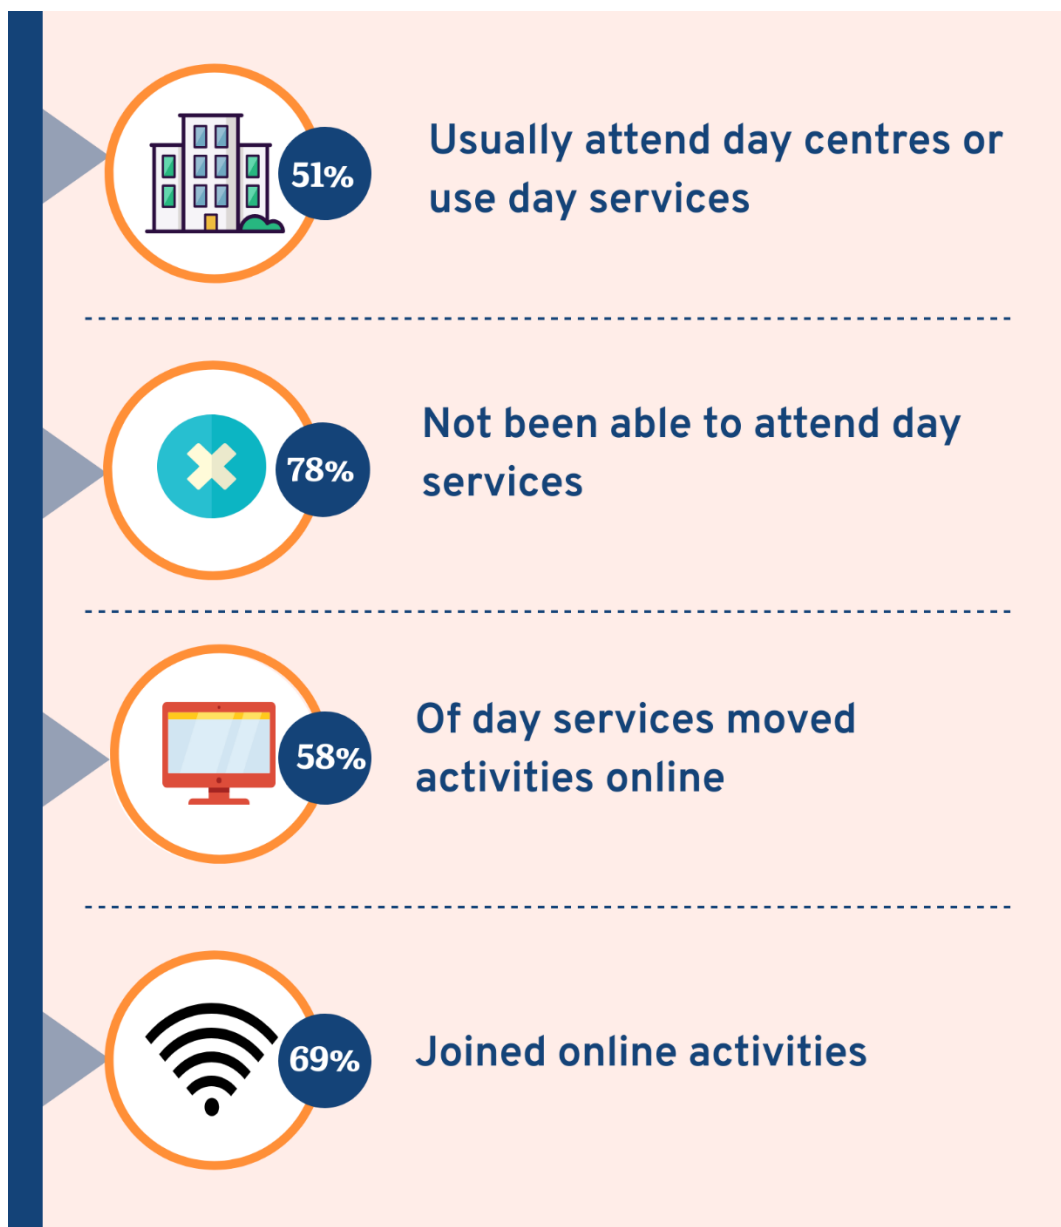 51%
Usually attend day centres or
use day services
78%
Not been able to attend day
services
58%
Of day services moved
activities online
69%
Joined online activities